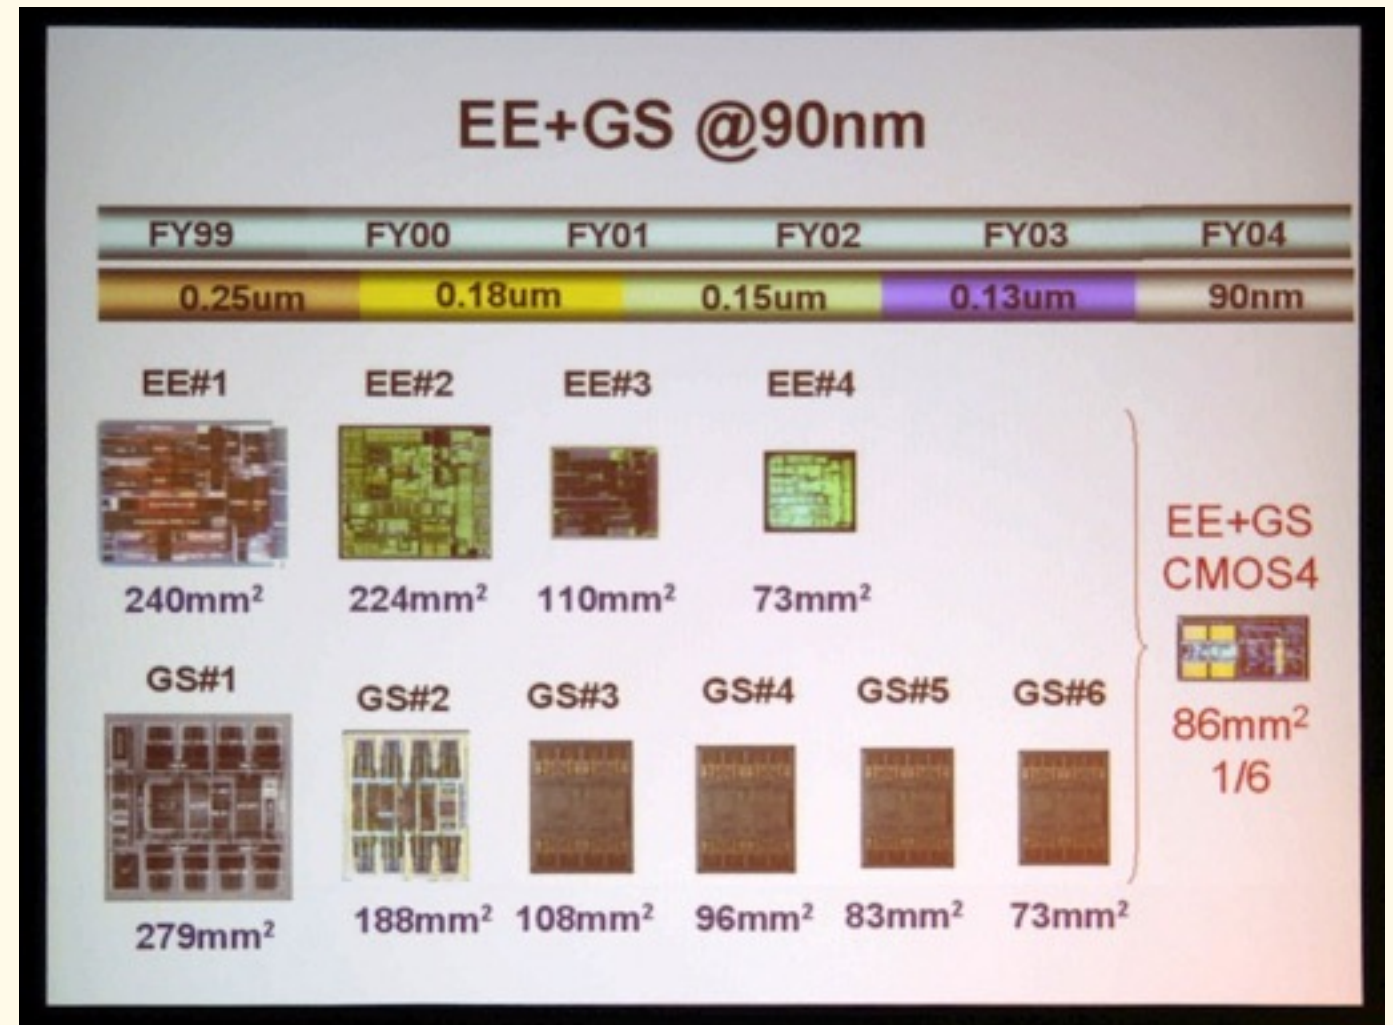 EE+GS @90nm
FY99 FY00 FY01 FY02 FY03 FY04
0.25um 0.18um 0.15um 0.13um 90nm
EE#1 EE#2 EE#3 EE#4
240mm² 224mm² 110mm² 73mm²
GS#1 GS#2 GS#3 GS#4 GS#5 GS#6
279mm² 188mm² 108mm² 96mm² 83mm² 73mm²
EE+GS
CMOS4
86mm²
1/6